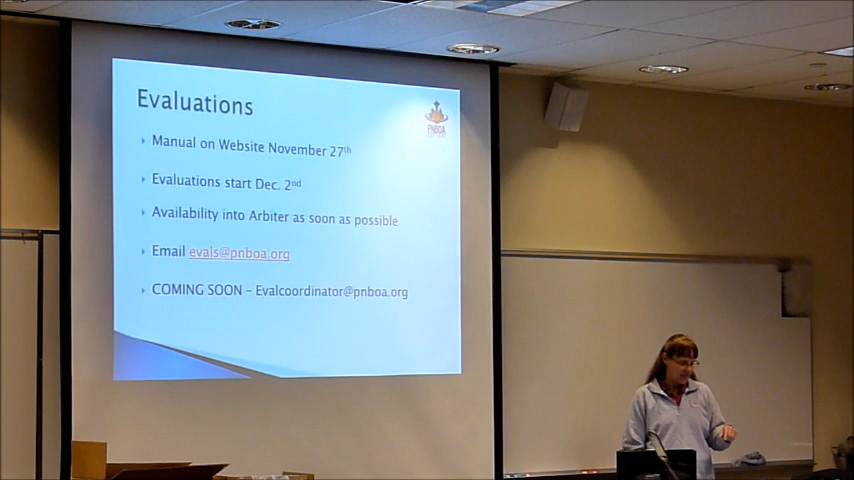 Evaluations
Manual on Website November 27th
Evaluations start Dec. 2nd
Availability into Arbiter as soon as possible
Email evals@pnboa.org
COMING SOON – Evalcoordinator@pnboa.org
PNBOA